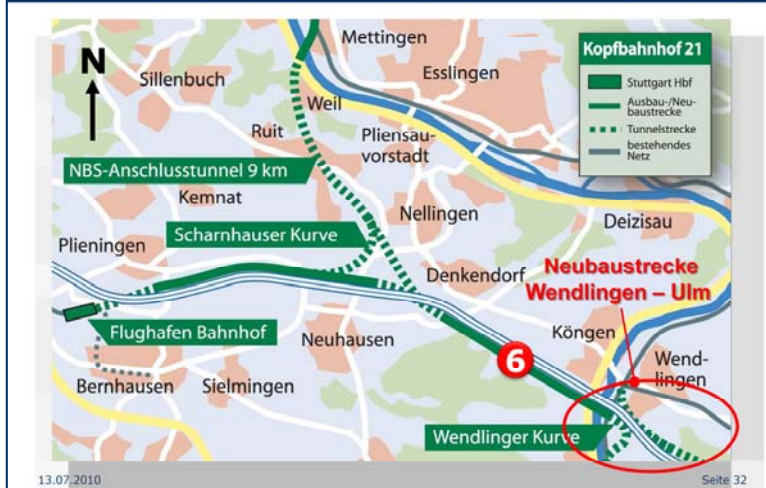 Kopfbahnhof 21
Stuttgart Hbf
Ausbau-/Neu-
baustrecke
Tunnelstrecke
bestehendes
Netz
N
Mettingen
Esslingen
Sillenbuch
Weil
Ruit
Pliensau-
vorstadt
NBS-Anschlusstunnel 9 km
Kemnat
Nellingen
Deizisau
Scharnhauser Kurve
Plieningen
Denkendorf
Neubaustrecke
Wendlingen – Ulm
Flughafen Bahnhof
Neuhausen
Köngen
Wend-
lingen
6
Bernhausen
Sielmingen
Wendlinger Kurve
13.07.2010
Seite 32